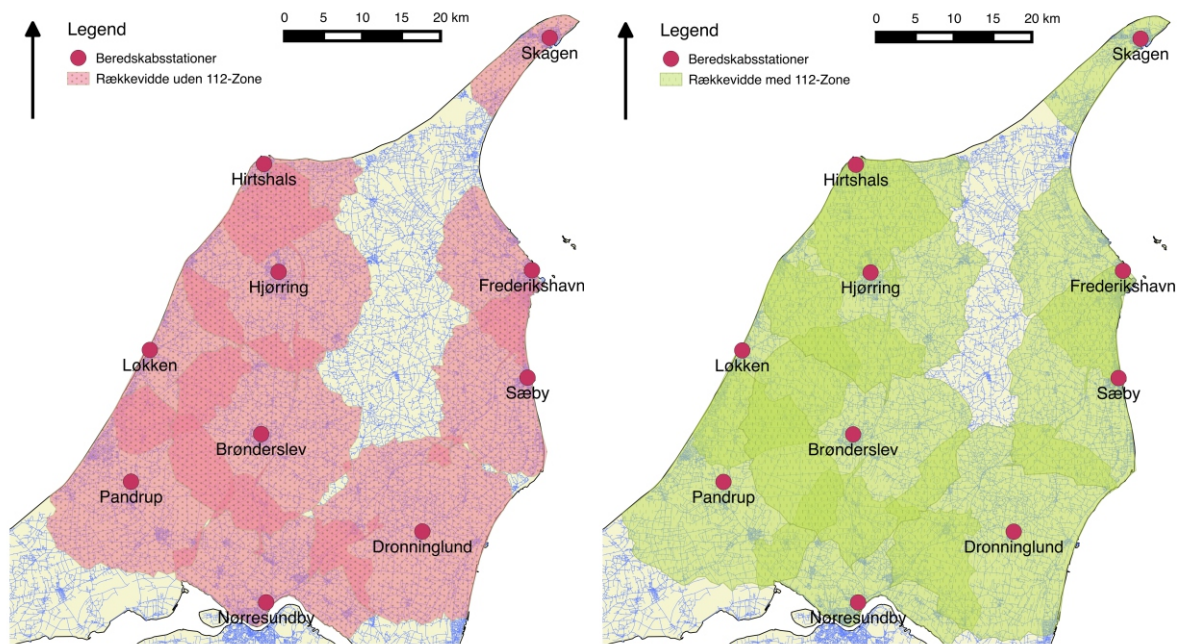 Legend
Beredskabsstationer
Rækkevidde uden 112-Zone
0 5 10 20 km
Skagen
Hirtshals
Hjørring
Frederikshavn
Løkken
Sæby
Brønderslev
Pandrup
Dronninglund
Nørresundby
Legend
Beredskabsstationer
Rækkevidde med 112-Zone
0 5 10 20 km
Skagen
Hirtshals
Hjørring
Frederikshavn
Løkken
Sæby
Brønderslev
Pandrup
Dronninglund
Nørresundby